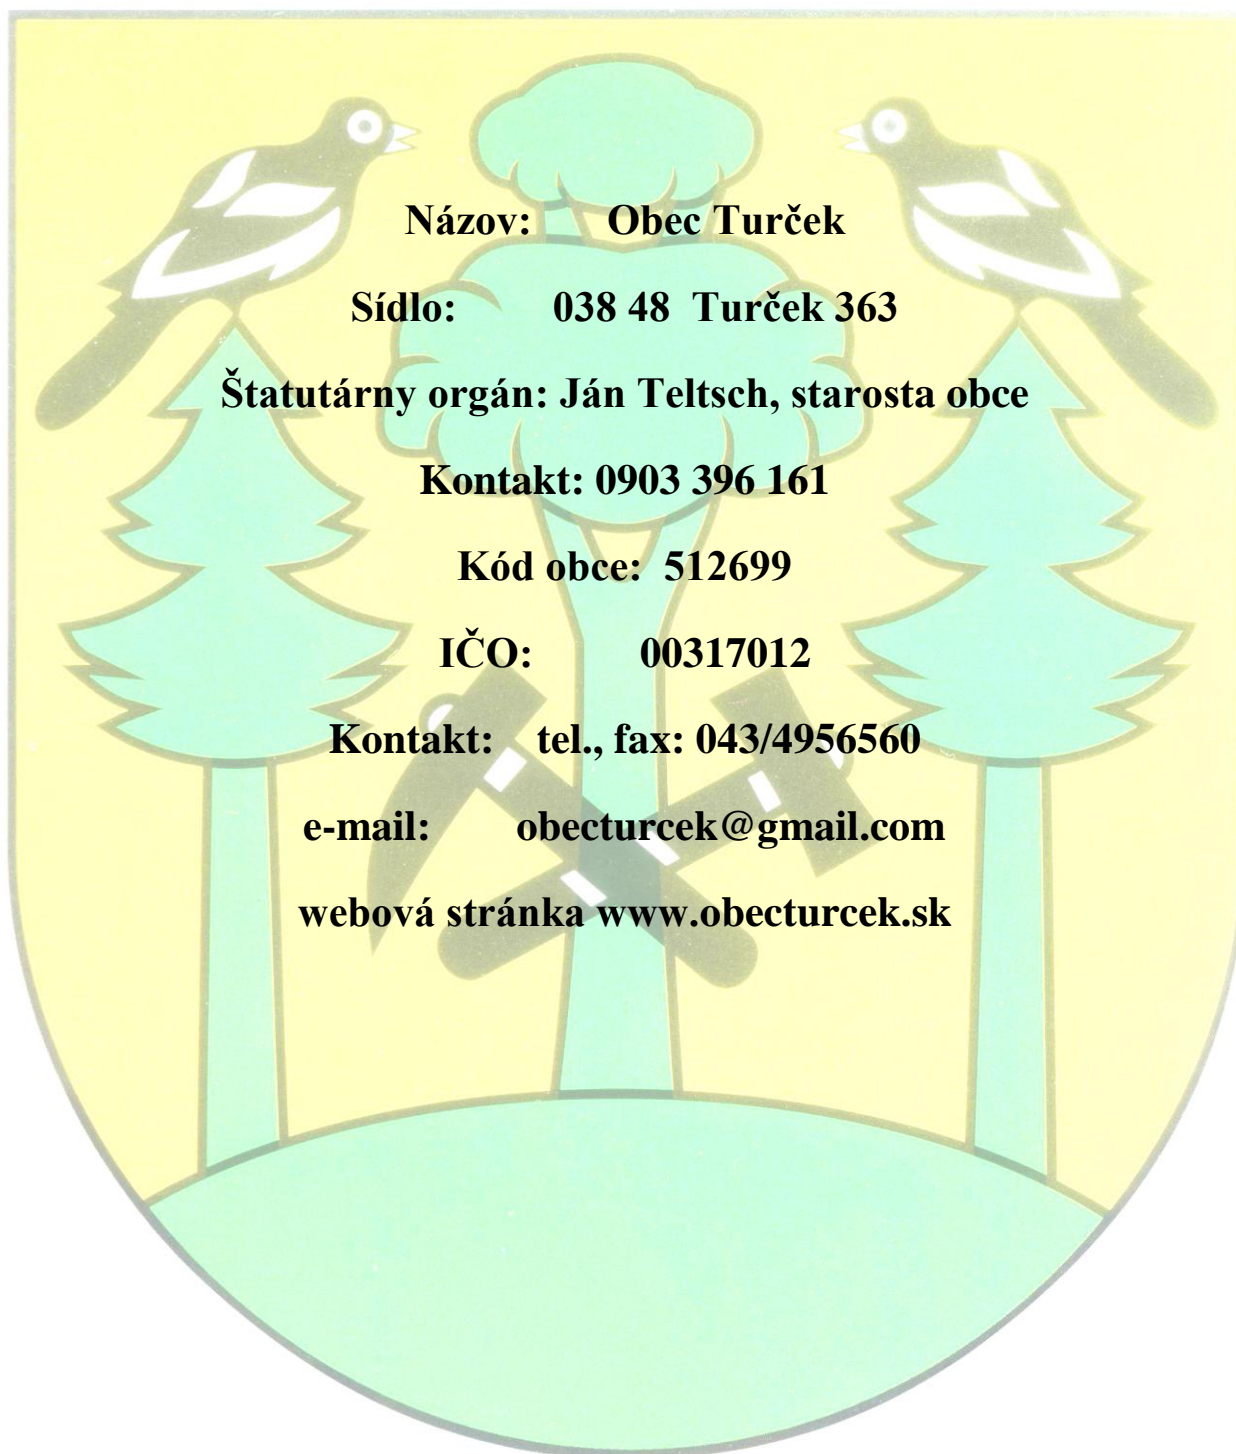 Názov: Obec Turček
Sídlo: 038 48 Turček 363
Štatutárny orgán: Ján Teltsch, starosta obce
Kontakt: 0903 396 161
Kód obce: 512699
IČO: 00317012
Kontakt: tel., fax: 043/4956560
e-mail: obecturcek@gmail.com
webová stránka www.obecturcek.sk